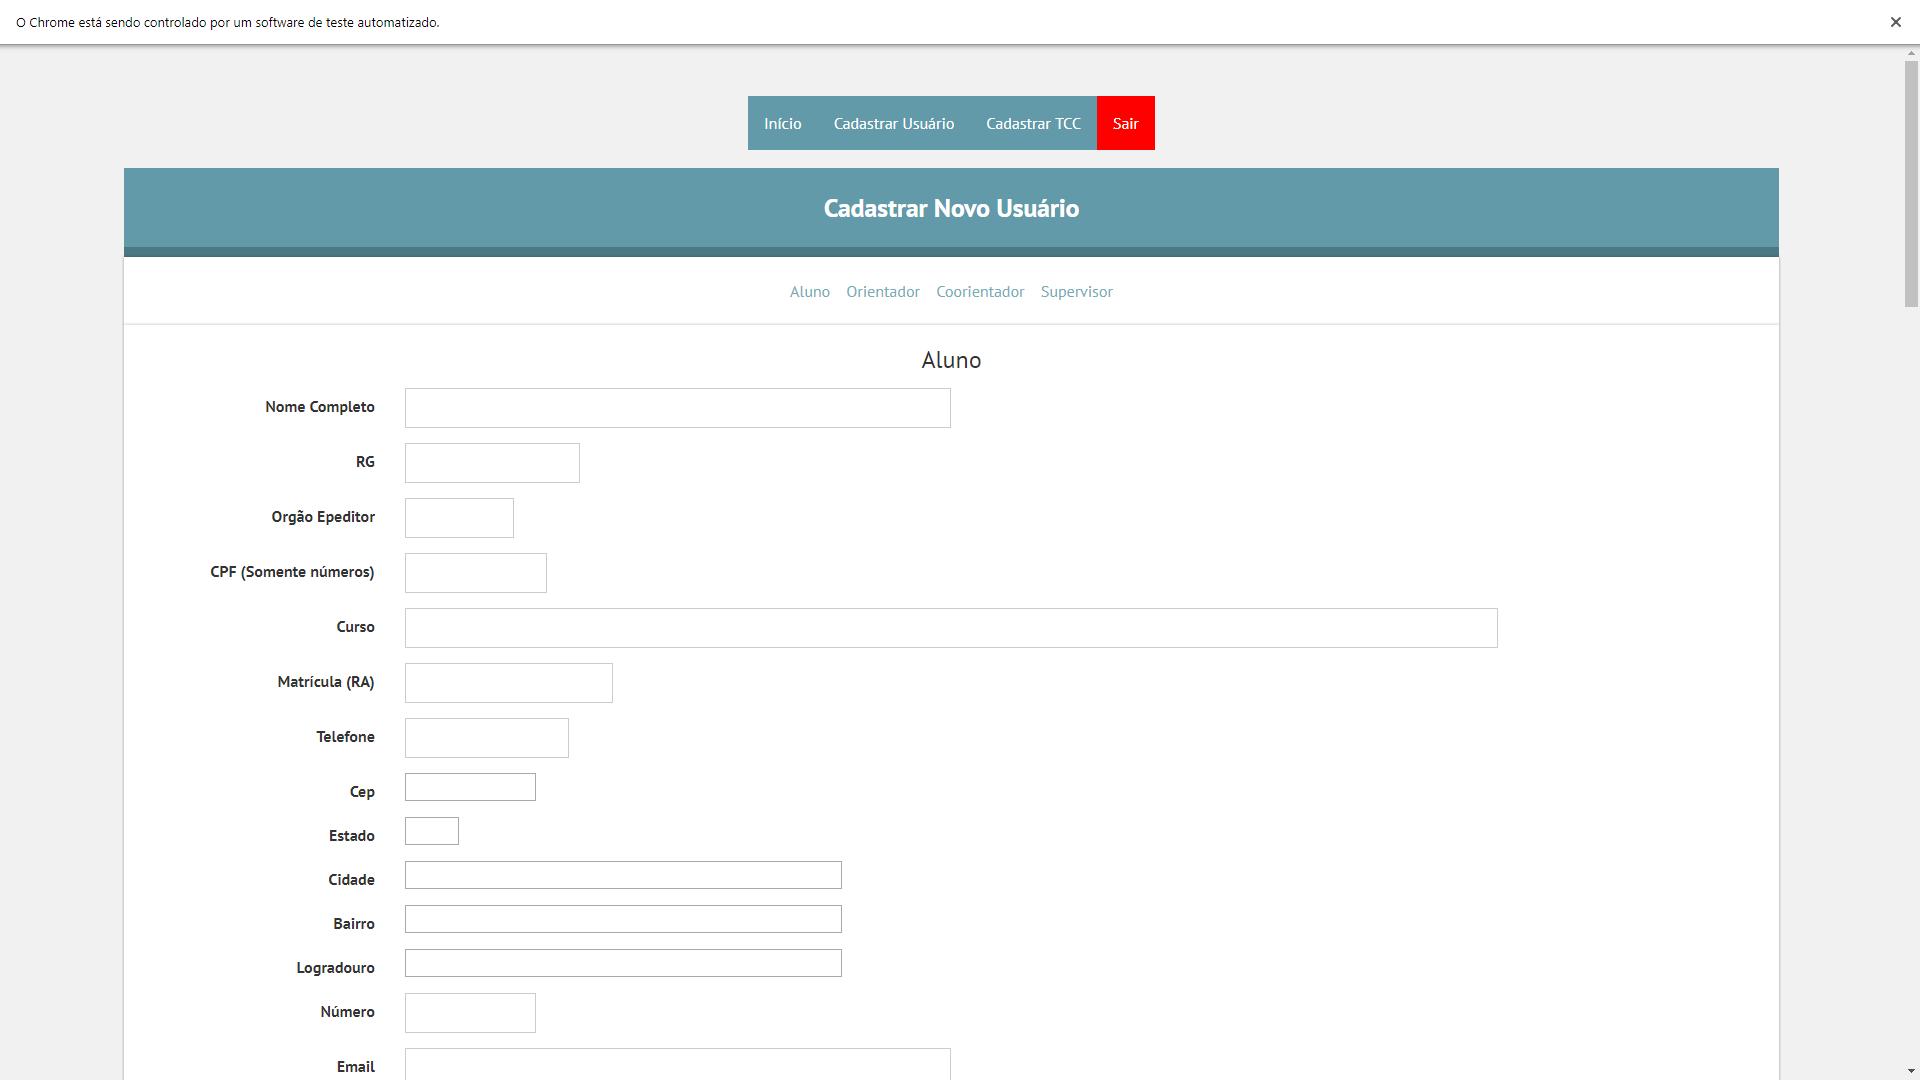 O Chrome está sendo controlado por um software de teste automatizado.
Início Cadastrar Usuário Cadastrar TCC Sair
Cadastrar Novo Usuário
Aluno Orientador Coorientador Supervisor
Aluno
Nome Completo
RG
Orgão Epeditor
CPF (Somente números)
Curso
Matrícula (RA)
Telefone
Cep
Estado
Cidade
Bairro
Logradouro
Número
Email